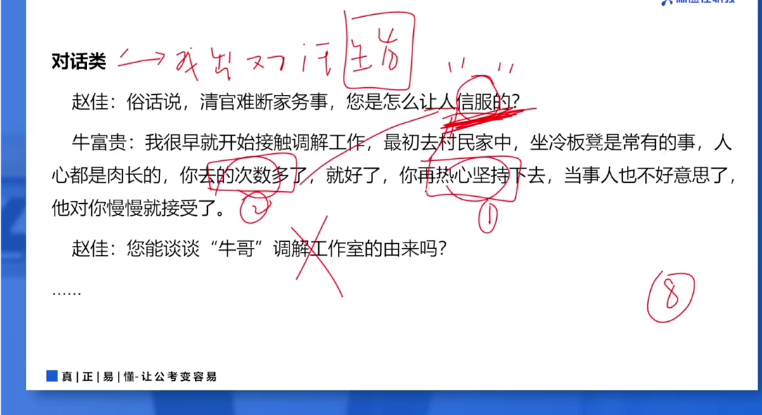 对话类 → 找出对话主旨
赵佳：俗话说，清官难断家务事，您是怎么让人信服的？
牛富贵：我很早就开始接触调解工作，最初去村民家中，坐冷板凳是常有的事，人
心都是肉长的，你去的次数多了，就好了，你再热心坚持下去，当事人也不好意思了，
他对你慢慢就接受了。
② ①
赵佳：您能谈谈“牛哥”调解工作室的由来吗？
……
⑧
真|正|易|懂-让公考变容易